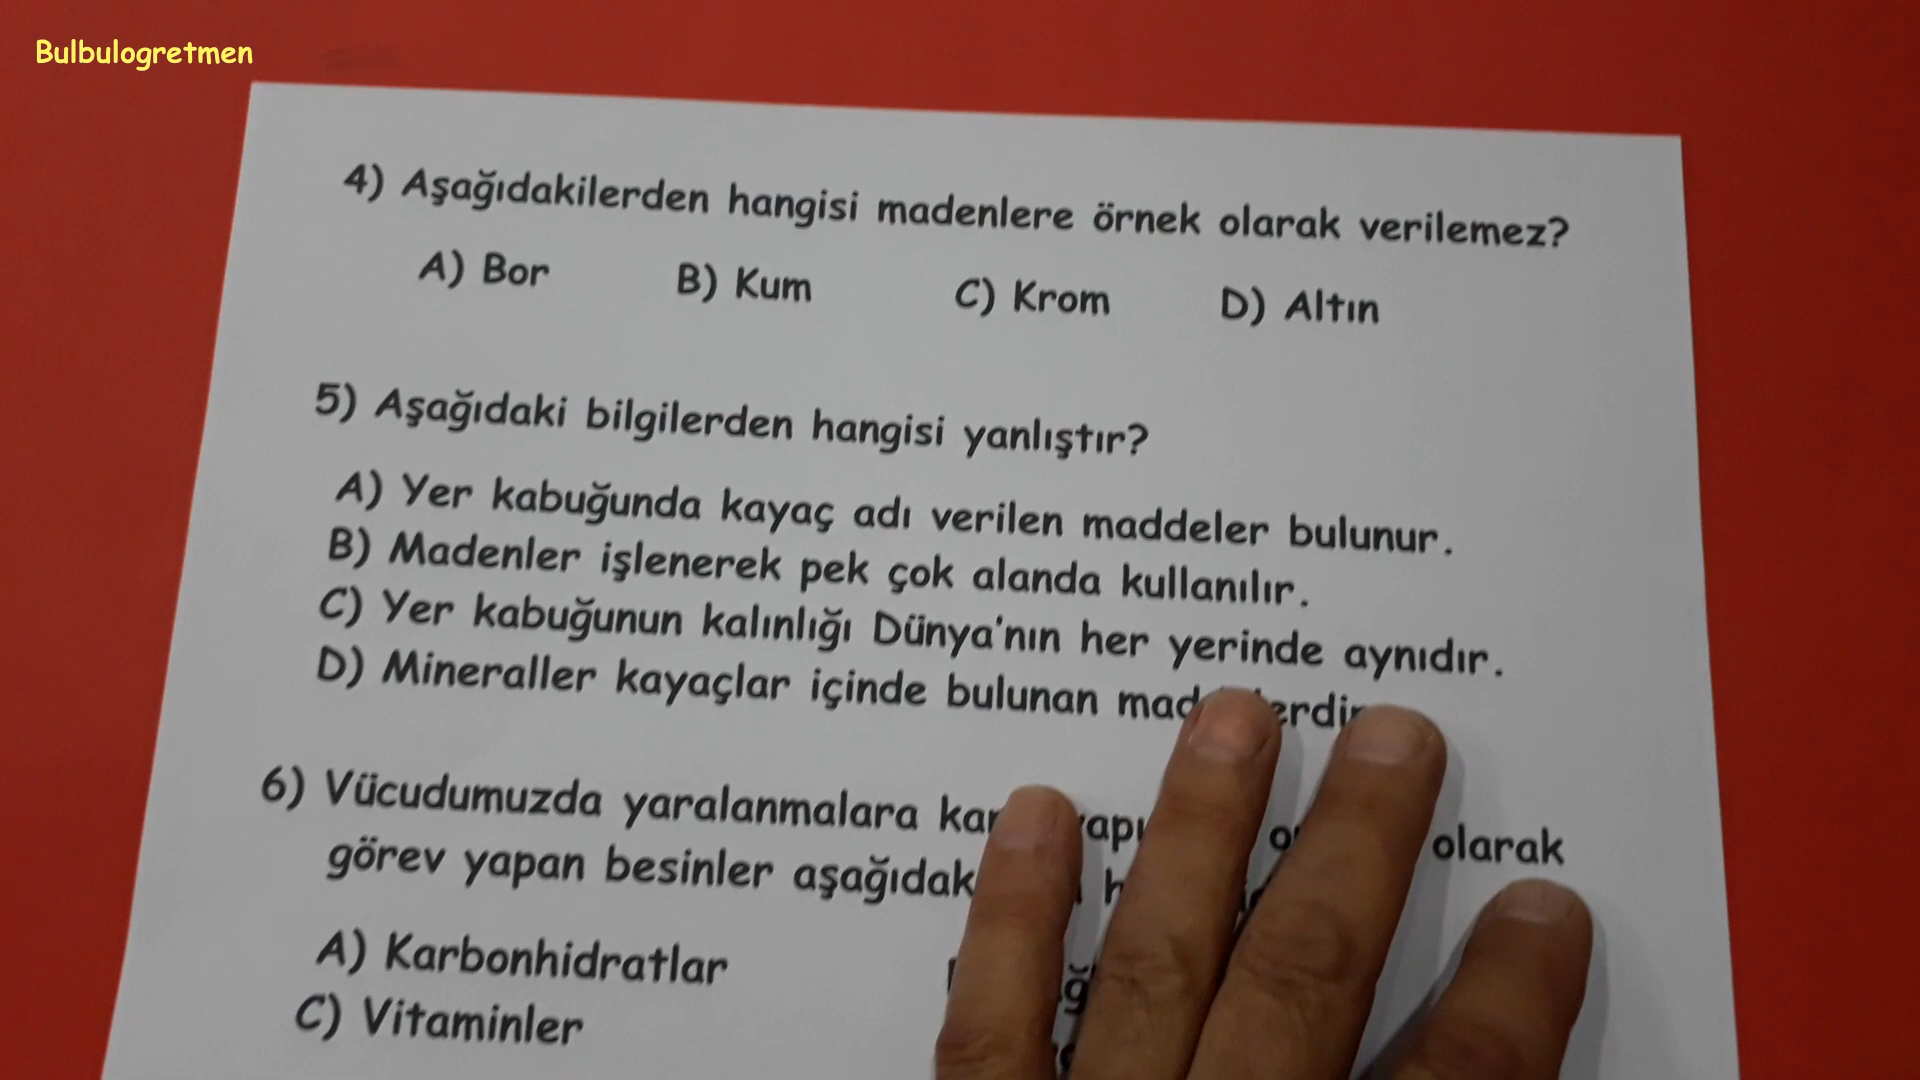 Bulbulogretmen
4) Aşağıdakilerden hangisi madenlere örnek olarak verilemez?
A) Bor B) Kum C) Krom D) Altın
5) Aşağıdaki bilgilerden hangisi yanlıştır?
A) Yer kabuğunda kayaç adı verilen maddeler bulunur.
B) Madenler işlenerek pek çok alanda kullanılır.
C) Yer kabuğunun kalınlığı Dünya'nın her yerinde aynıdır.
D) Mineraller kayaçlar içinde bulunan
6) Vücudumuzda yaralanmalara olarak
görev yapan besinler
A) Karbonhidratlar
C) Vitaminler